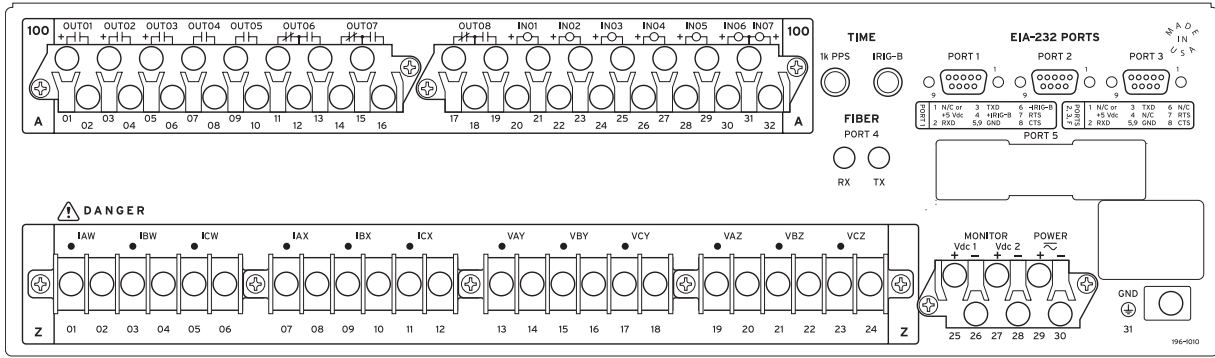 100 OUT01 OUT02 OUT03 OUT04 OUT05 OUT06 OUT07 OUT08 IN01 IN02 IN03 IN04 IN05 IN06 IN07 100
A 01 02 03 04 05 06 07 08 09 10 11 12 13 14 15 16 17 18 19 20 21 22 23 24 25 26 27 28 29 30 31 32 A
TIME
1k PPS IRIG-B
FIBER
PORT 4
RX TX
EIA-232 PORTS
MADE IN USA
PORT 1 PORT 2 PORT 3
9 1 9 1 9 1
PORT 1
1 N/C or 3 TXD 6 -IRIG-B
+5 Vdc 4 +IRIG-B 7 RTS
2 RXD 5,9 GND 8 CTS
PORTS 2, 3, F
1 N/C or 3 TXD 6 N/C
+5 Vdc 4 N/C 7 RTS
2 RXD 5,9 GND 8 CTS
PORT 5
DANGER
IAW IBW ICW IAX IBX ICX VAY VBY VCY VAZ VBZ VCZ
Z 01 02 03 04 05 06 07 08 09 10 11 12 13 14 15 16 17 18 19 20 21 22 23 24 Z
MONITOR POWER
Vdc 1 Vdc 2
+ − + − + −
25 26 27 28 29 30
GND
31
196-1010